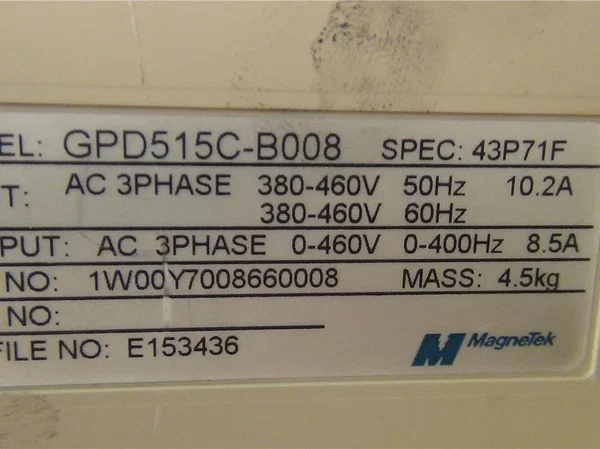 EL: GPD515C-B008 SPEC: 43P71F
T: AC 3PHASE 380-460V 50Hz 10.2A
380-460V 60Hz
PUT: AC 3PHASE 0-460V 0-400Hz 8.5A
NO: 1W00Y7008660008 MASS: 4.5kg
NO:
FILE NO: E153436
MagneTek